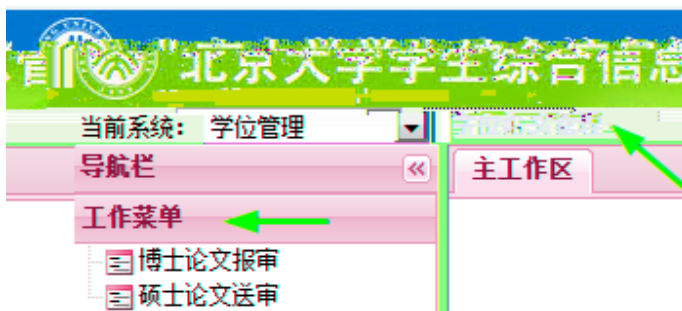 北京大学学生综合信息
当前系统： 学位管理
导航栏
主工作区
工作菜单
博士论文报审
硕士论文送审